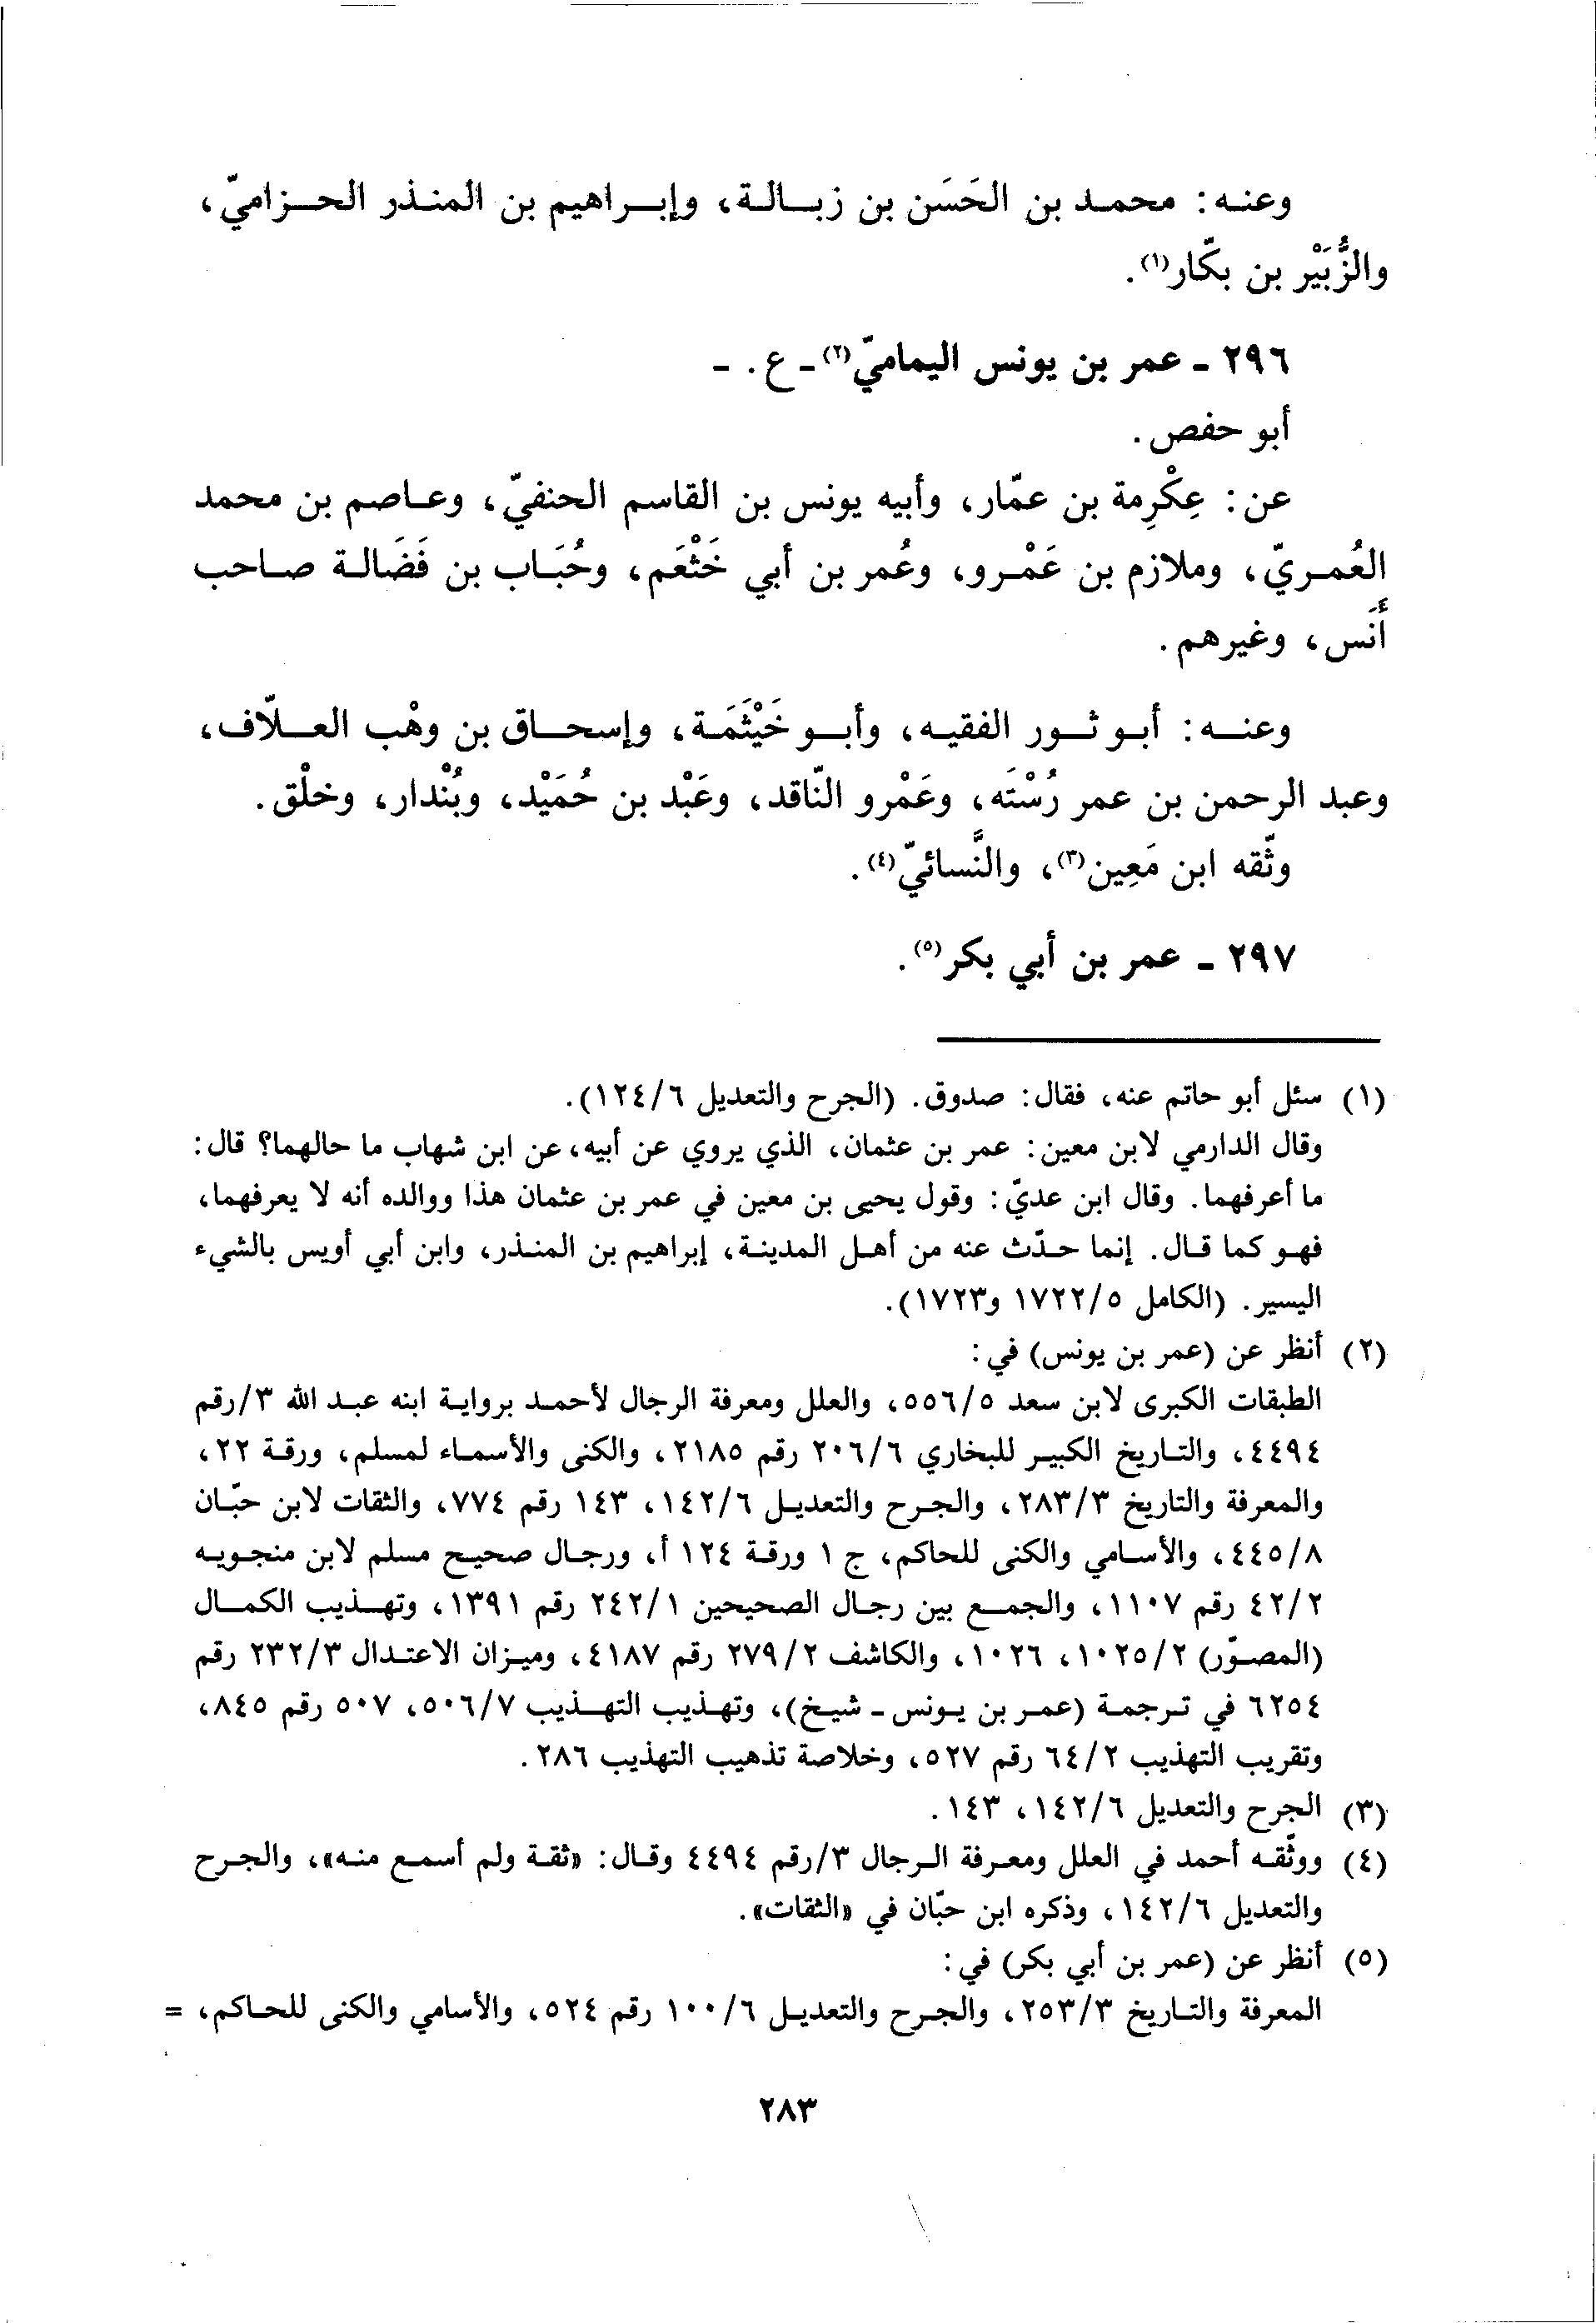 وعنه: محمد بن الحَسَن بن زبالة، وإبراهيم بن المنذر الحزاميّ،
والزُّبَيْر بن بكّار(١).
٢٩٦ - عمر بن يونس اليماميّ(٢) - ع. -
أبو حفص.
عن: عِكْرِمة بن عمّار، وأبيه يونس بن القاسم الحنفيّ، وعاصم بن محمد
العُمريّ، وملازم بن عَمْرو، وعُمر بن أبي خَثْعَم، وحُبَاب بن فَضَالة صاحب
أَنَس، وغيرهم.
وعنه: أبو ثور الفقيه، وأبو خَيْثَمَة، وإسحاق بن وهْب العلاّف،
وعبد الرحمن بن عمر رُسْتَه، وعَمْرو النّاقد، وعَبْد بن حُمَيْد، وبُنْدار، وخلْق.
وثّقه ابن مَعِين(٣)، والنَّسائيّ(٤).
٢٩٧ - عمر بن أبي بكر(٥).
(١) سئل أبو حاتم عنه، فقال: صدوق. (الجرح والتعديل ١٢٤/٦).
وقال الدارمي لابن معين: عمر بن عثمان، الذي يروي عن أبيه، عن ابن شهاب ما حالهما؟ قال:
ما أعرفهما. وقال ابن عديّ: وقول يحيى بن معين في عمر بن عثمان هذا ووالده أنه لا يعرفهما،
فهو كما قال. إنما حدّث عنه من أهل المدينة، إبراهيم بن المنذر، وابن أبي أويس بالشيء
اليسير. (الكامل ١٧٢٢/٥ و١٧٢٣).
(٢) أنظر عن (عمر بن يونس) في:
الطبقات الكبرى لابن سعد ٥٥٦/٥، والعلل ومعرفة الرجال لأحمد برواية ابنه عبد الله ٣/رقم
٤٤٩٤، والتاريخ الكبير للبخاري ٢٠٦/٦ رقم ٢١٨٥، والكنى والأسماء لمسلم، ورقة ٢٢،
والمعرفة والتاريخ ٢٨٣/٣، والجرح والتعديل ١٤٢/٦، ١٤٣ رقم ٧٧٤، والثقات لابن حبّان
٤٤٥/٨، والأسامي والكنى للحاكم، ج ١ ورقة ١٢٤ أ، ورجال صحيح مسلم لابن منجويه
٤٢/٢ رقم ١١٠٧، والجمع بين رجال الصحيحين ٢٤٢/١ رقم ١٣٩١، وتهذيب الكمال
(المصوّر) ١٠٢٥/٢، ١٠٢٦، والكاشف ٢٧٩/٢ رقم ٤١٨٧، وميزان الاعتدال ٢٣٢/٣ رقم
٦٢٥٤ في ترجمة (عمر بن يونس - شيخ)، وتهذيب التهذيب ٥٠٦/٧، ٥٠٧ رقم ٨٤٥،
وتقريب التهذيب ٦٤/٢ رقم ٥٢٧، وخلاصة تذهيب التهذيب ٢٨٦.
(٣) الجرح والتعديل ١٤٢/٦، ١٤٣.
(٤) ووثّقه أحمد في العلل ومعرفة الرجال ٣/رقم ٤٤٩٤ وقال: «ثقة ولم أسمع منه»، والجرح
والتعديل ١٤٢/٦، وذكره ابن حبّان في «الثقات».
(٥) أنظر عن (عمر بن أبي بكر) في:
المعرفة والتاريخ ٢٥٣/٣، والجرح والتعديل ١٠٠/٦ رقم ٥٢٤، والأسامي والكنى للحاكم، =
٢٨٣